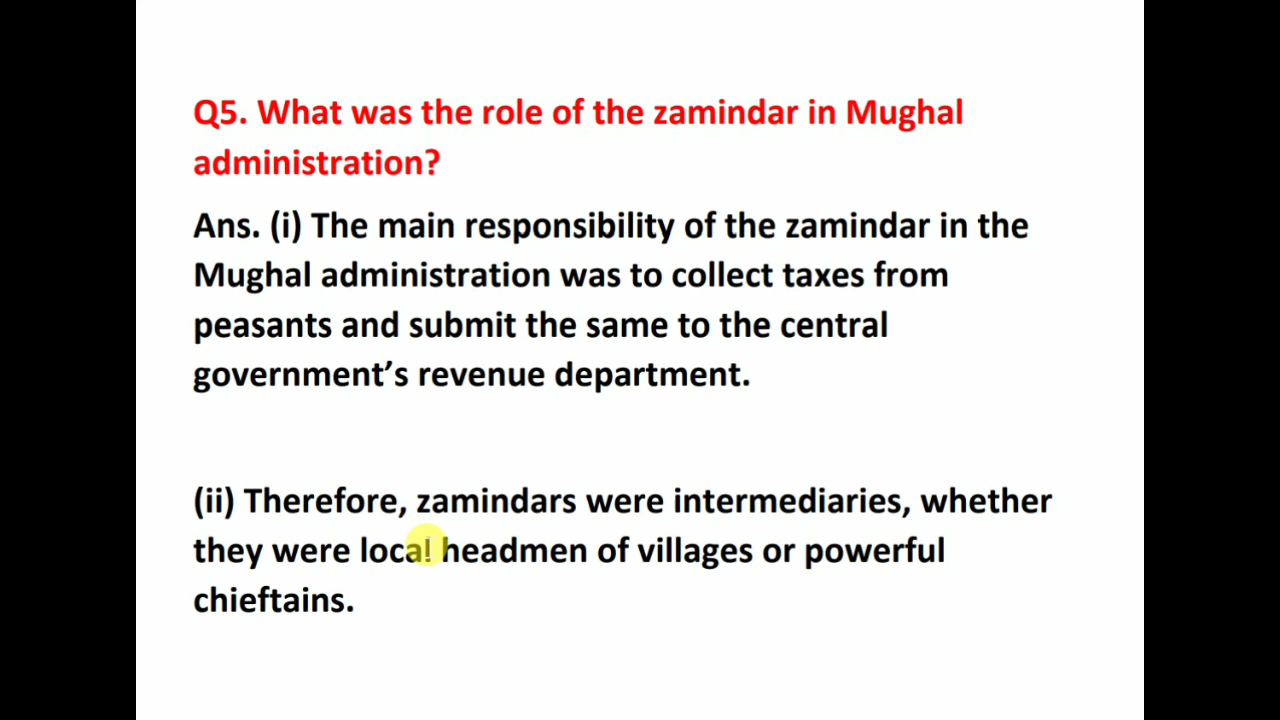 Q5. What was the role of the zamindar in Mughal
administration?
Ans. (i) The main responsibility of the zamindar in the
Mughal administration was to collect taxes from
peasants and submit the same to the central
government’s revenue department.
(ii) Therefore, zamindars were intermediaries, whether
they were local headmen of villages or powerful
chieftains.